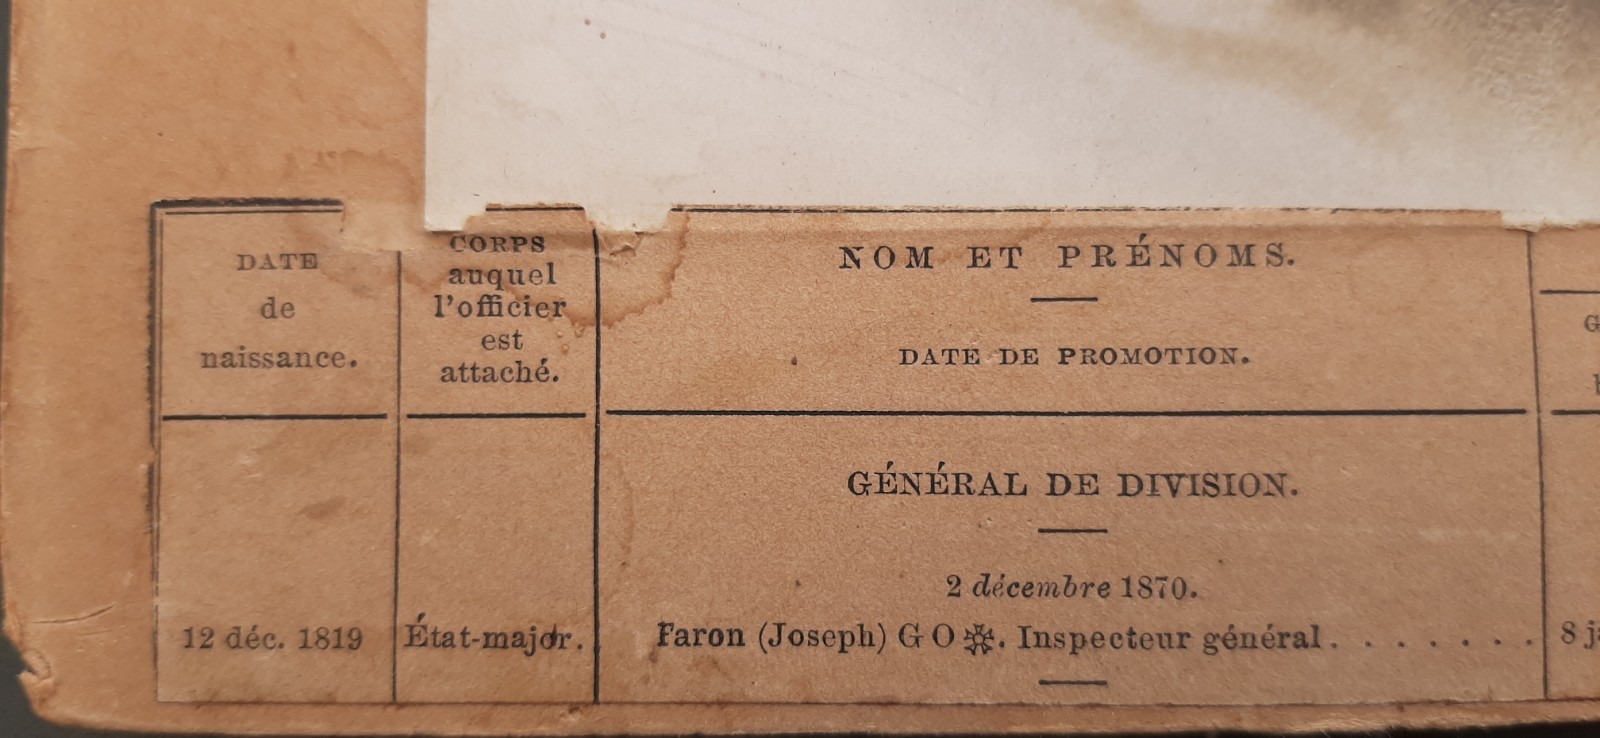 DATE
de
naissance.
CORPS
auquel
l'officier
est
attaché.
NOM ET PRÉNOMS.
DATE DE PROMOTION.
GÉNÉRAL DE DIVISION.
2 décembre 1870.
12 déc. 1819 État-major. Faron (Joseph) G O ✻. Inspecteur général. . . . . . . . 8